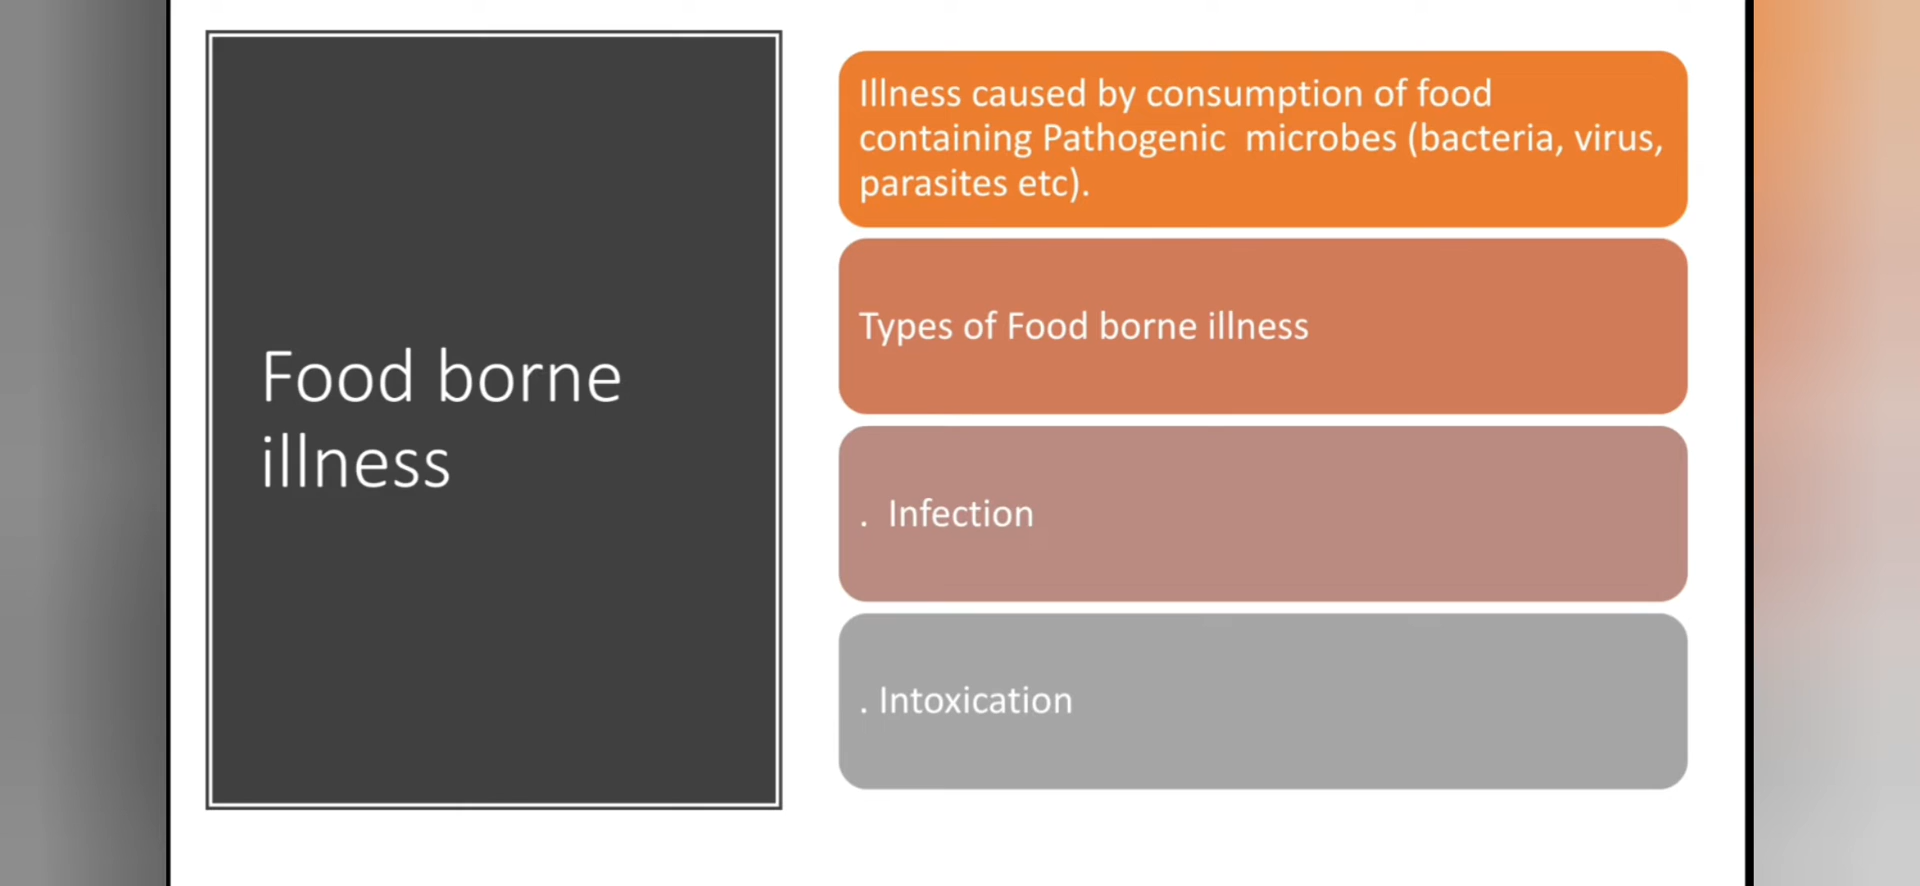 Food borne
illness
Illness caused by consumption of food
containing Pathogenic  microbes (bacteria, virus,
parasites etc).
Types of Food borne illness
.  Infection
. Intoxication